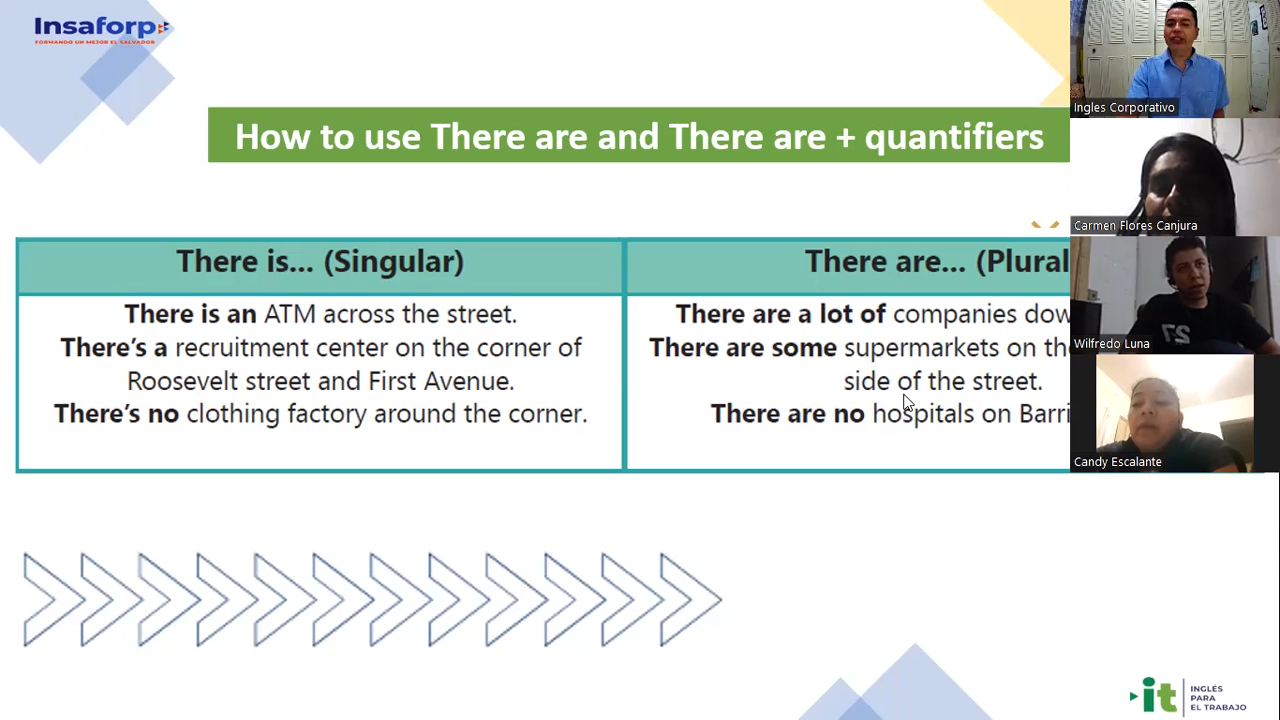 Insaforp
FORMANDO UN MEJOR EL SALVADOR
How to use There are and There are + quantifiers
There is... (Singular)
There is an ATM across the street.
There's a recruitment center on the corner of
Roosevelt street and First Avenue.
There's no clothing factory around the corner.
There are... (Plural
There are a lot of companies dow
There are some supermarkets on th
side of the street.
There are no hospitals on Barri
Ingles Corporativo
Carmen Flores Canjura
Wilfredo Luna
Candy Escalante
it
INGLÉS
PARA
EL TRABAJO